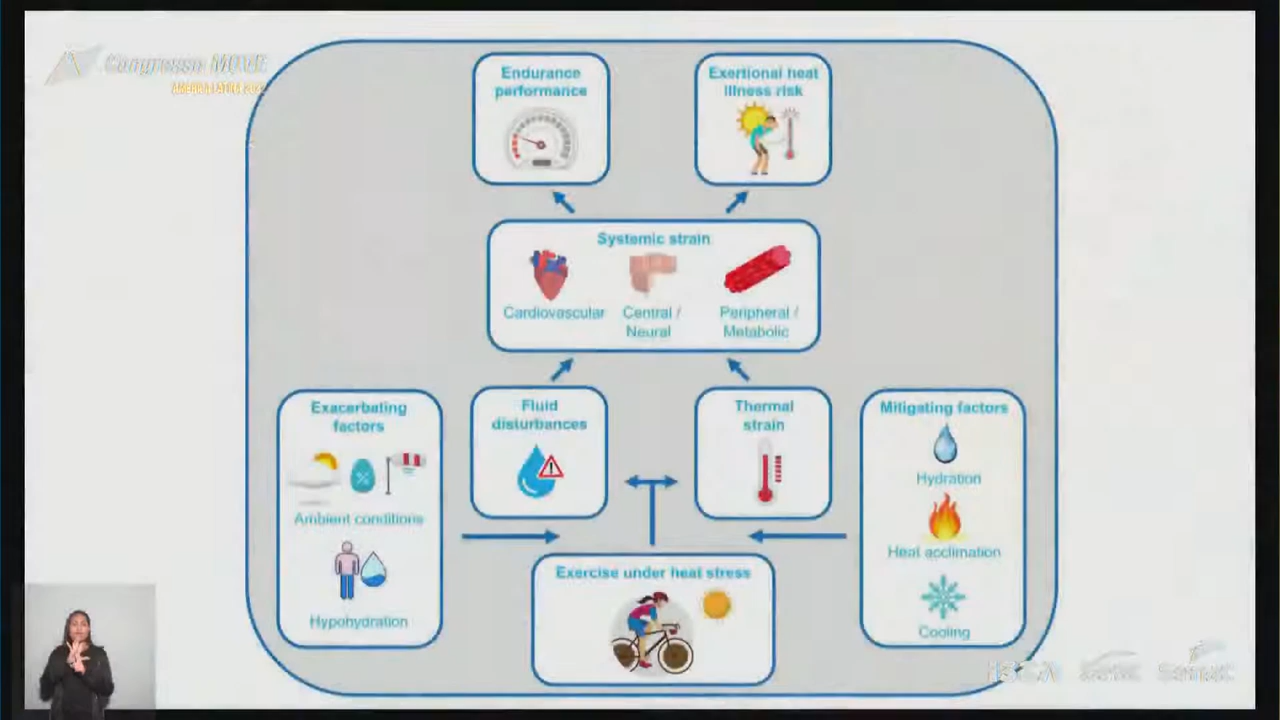 Congresso MOVE
Endurance
performance
Exertional heat
illness risk
Systemic strain
Cardiovascular
Central /
Neural
Peripheral /
Metabolic
Exacerbating
factors
Ambient conditions
Hypohydration
Fluid
disturbances
Thermal
strain
Mitigating factors
Hydration
Heat acclimation
Cooling
Exercise under heat stress